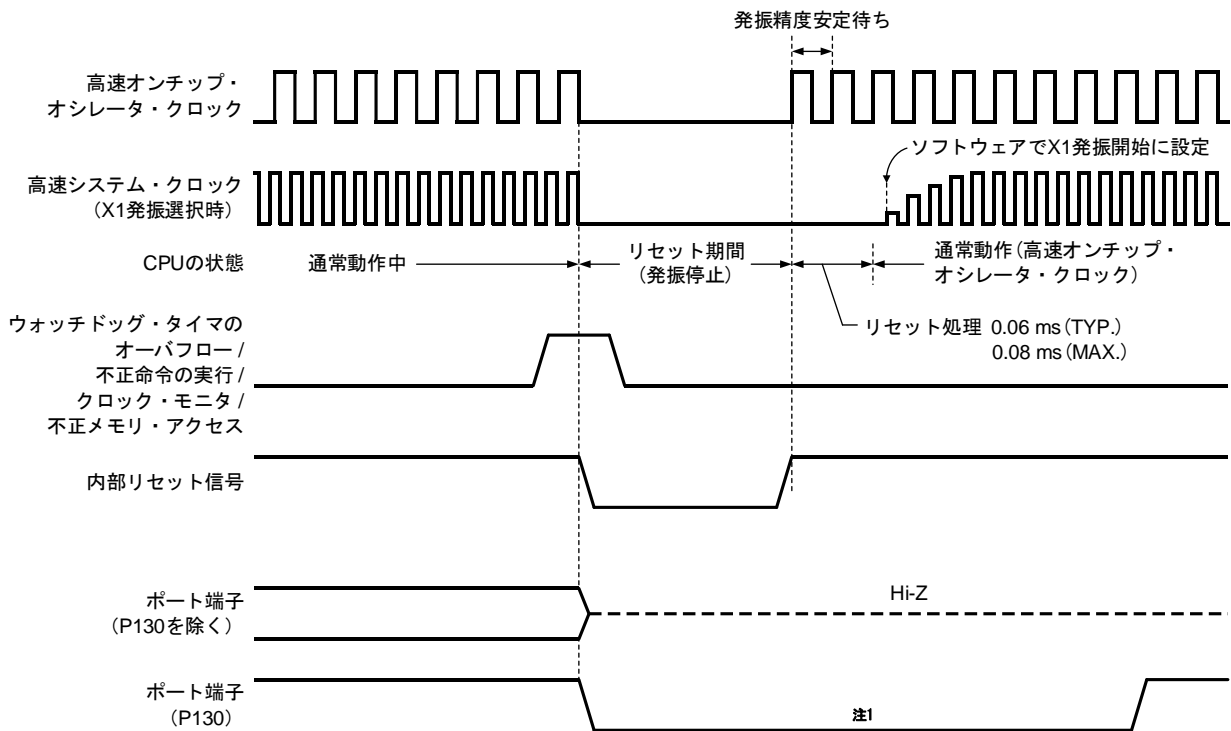 発振精度安定待ち
高速オンチップ・
オシレータ・クロック
ソフトウェアでX1発振開始に設定
高速システム・クロック
（X1発振選択時）
CPUの状態
通常動作中
リセット期間
（発振停止）
通常動作（高速オンチップ・
オシレータ・クロック）
リセット処理 0.06 ms（TYP.）
0.08 ms（MAX.）
ウォッチドッグ・タイマの
オーバフロー /
不正命令の実行 /
クロック・モニタ /
不正メモリ・アクセス
内部リセット信号
ポート端子
（P130を除く）
Hi-Z
ポート端子
（P130）
注1